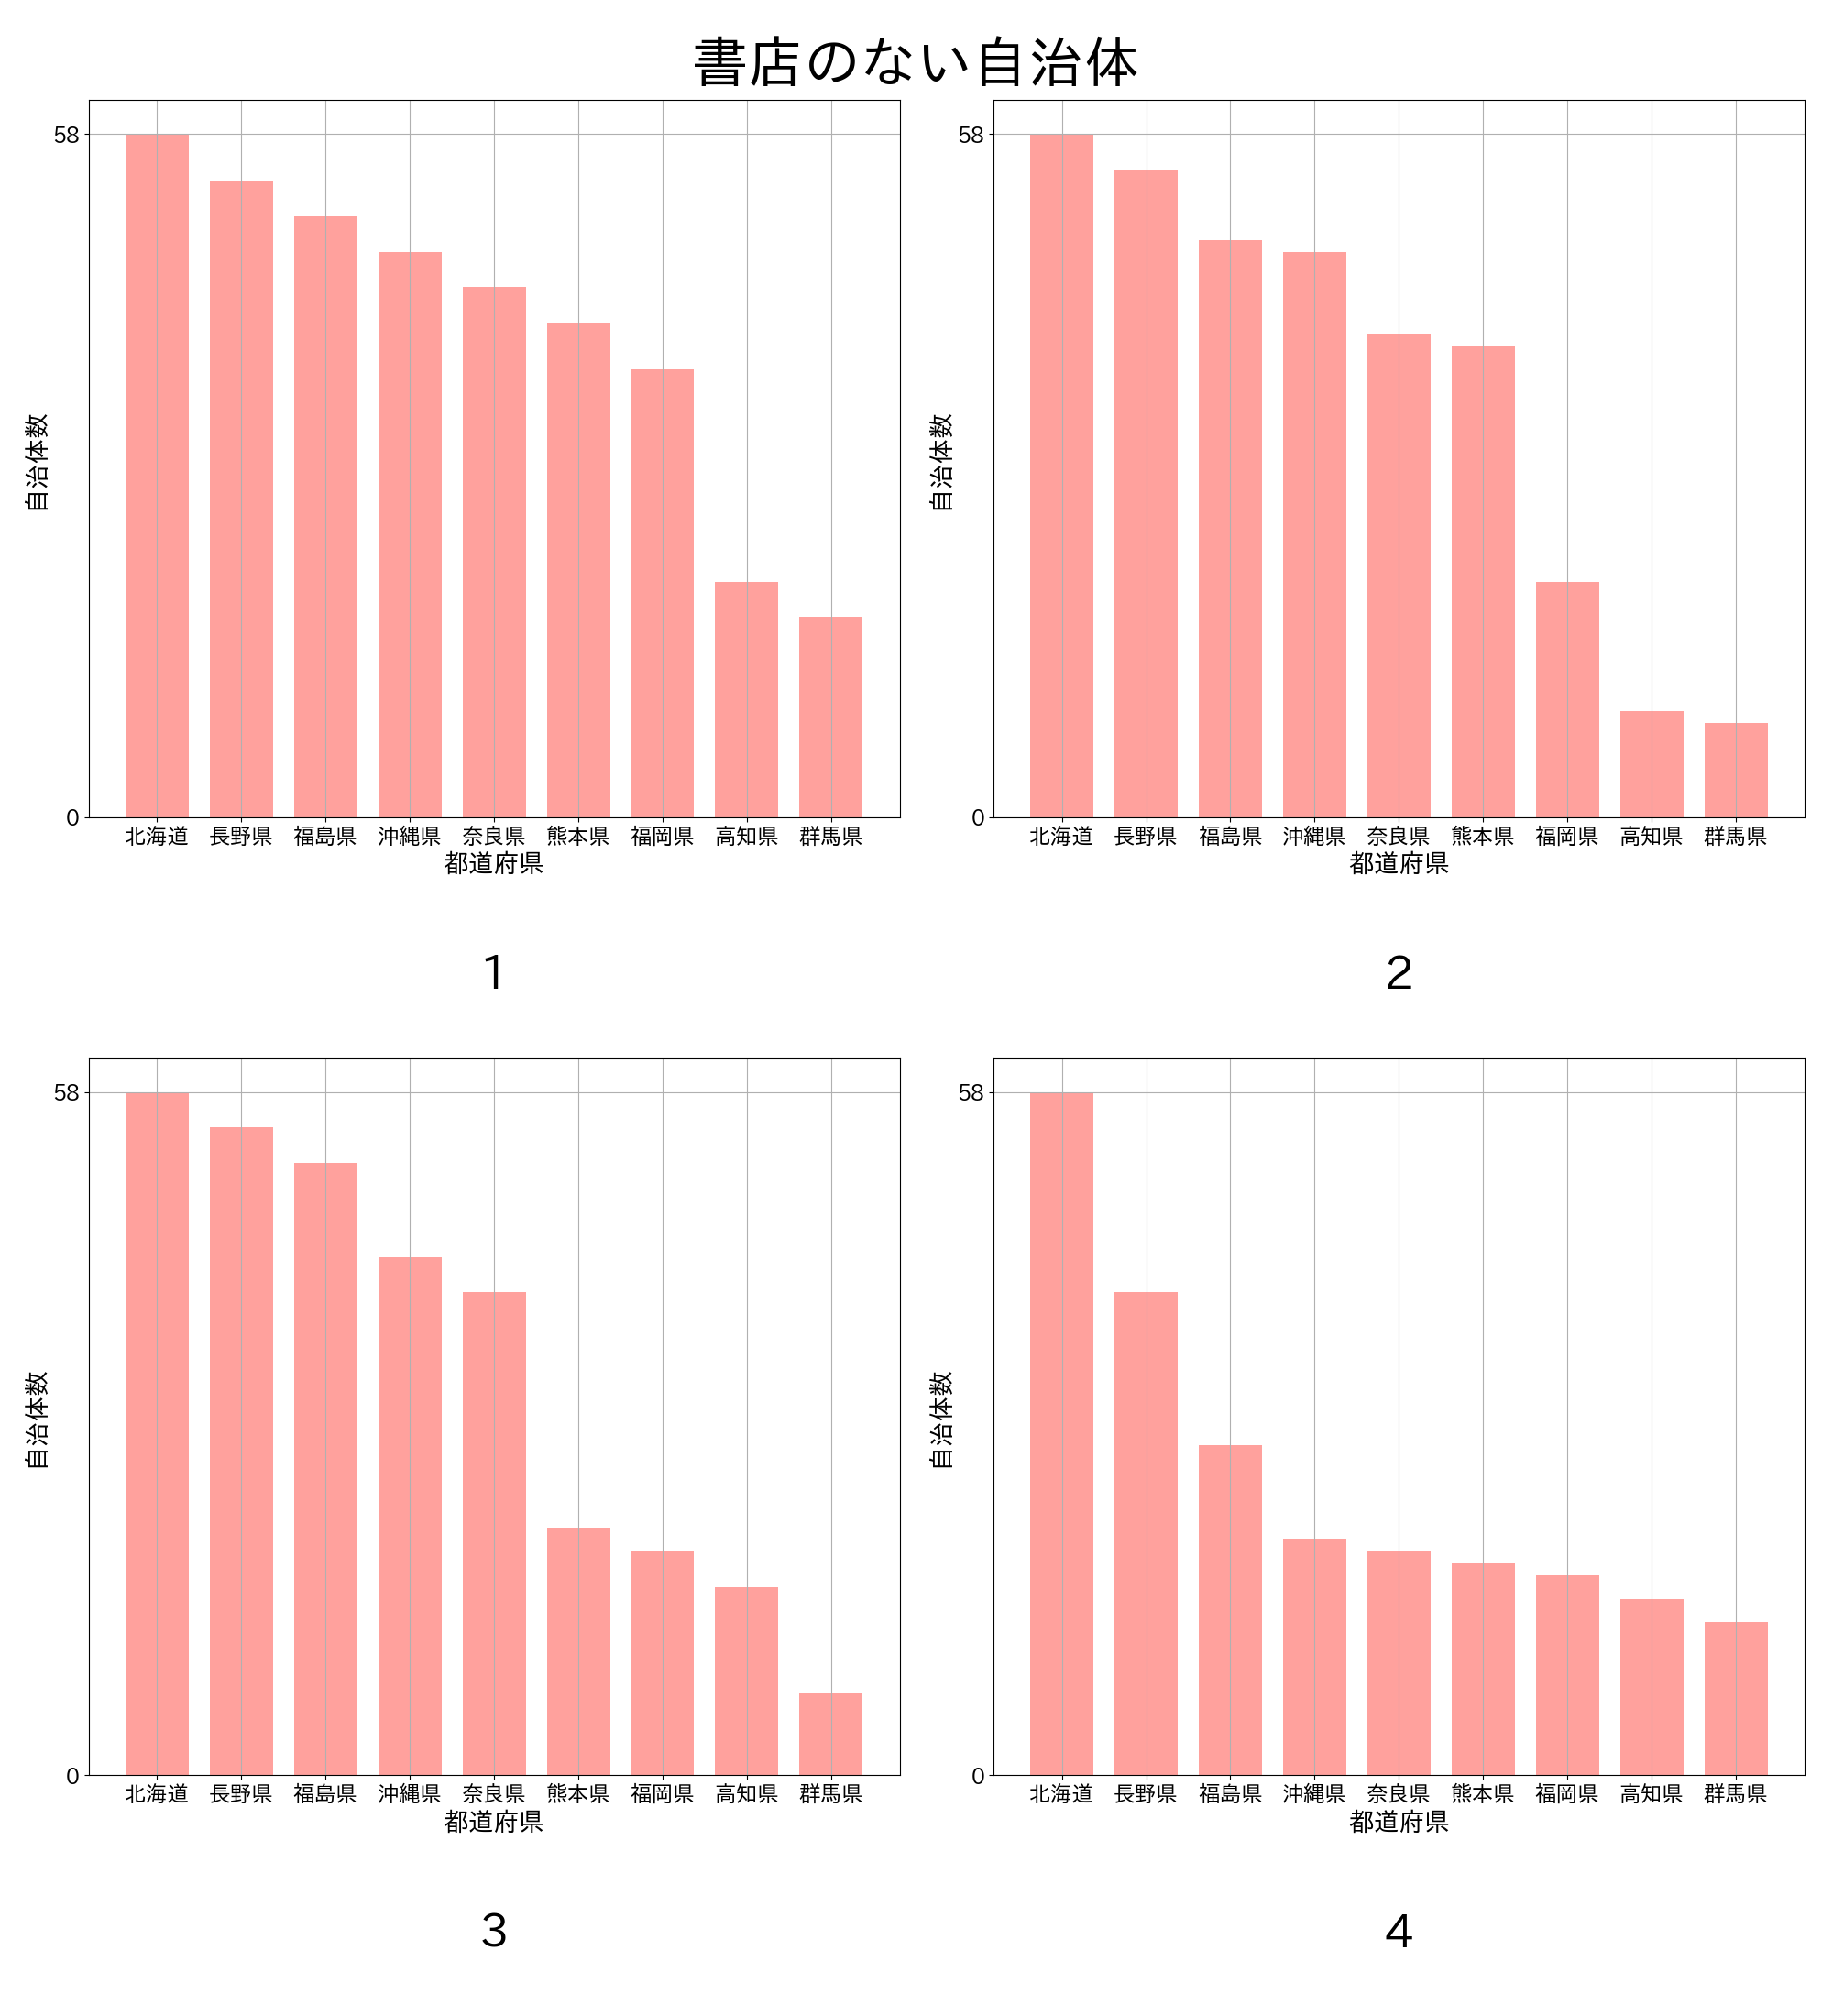 書店のない自治体
58
0
自治体数
北海道 長野県 福島県 沖縄県 奈良県 熊本県 福岡県 高知県 群馬県
都道府県
1
58
0
自治体数
北海道 長野県 福島県 沖縄県 奈良県 熊本県 福岡県 高知県 群馬県
都道府県
2
58
0
自治体数
北海道 長野県 福島県 沖縄県 奈良県 熊本県 福岡県 高知県 群馬県
都道府県
3
58
0
自治体数
北海道 長野県 福島県 沖縄県 奈良県 熊本県 福岡県 高知県 群馬県
都道府県
4